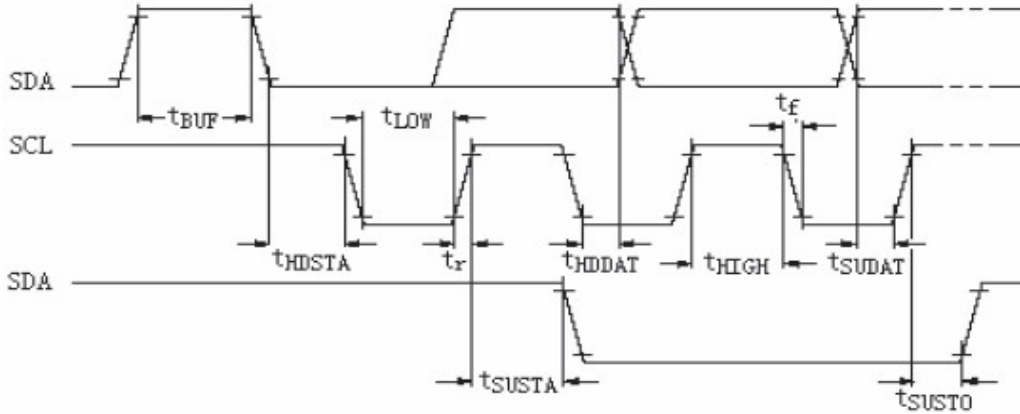 SDA
tBUF
tLOW
tf
SCL
tHDSTA
tr
tHDDAT
tHIGH
tSUDAT
SDA
tSUSTA
tSUSTO